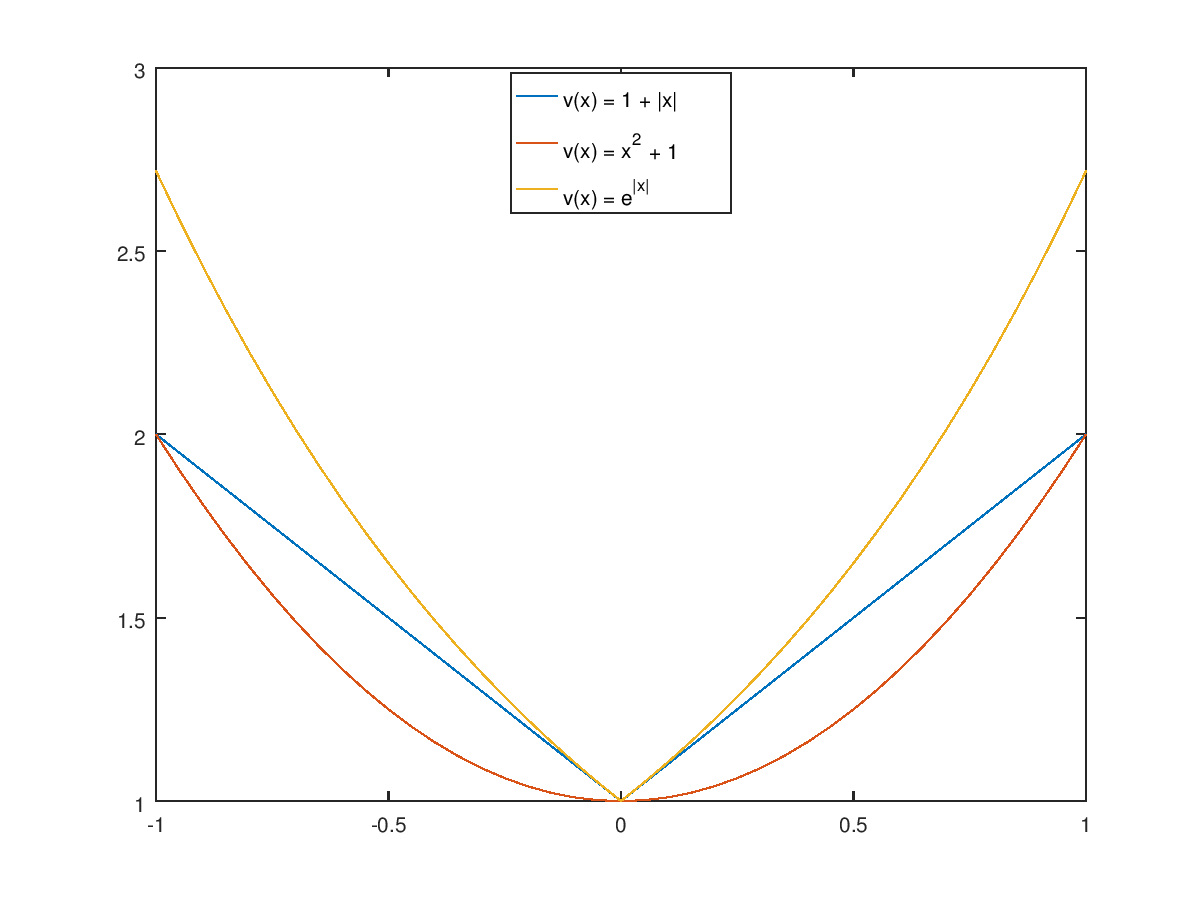 3
v(x) = 1 + |x|
v(x) = x² + 1
v(x) = e^|x|
2.5
2
1.5
1
-1 -0.5 0 0.5 1